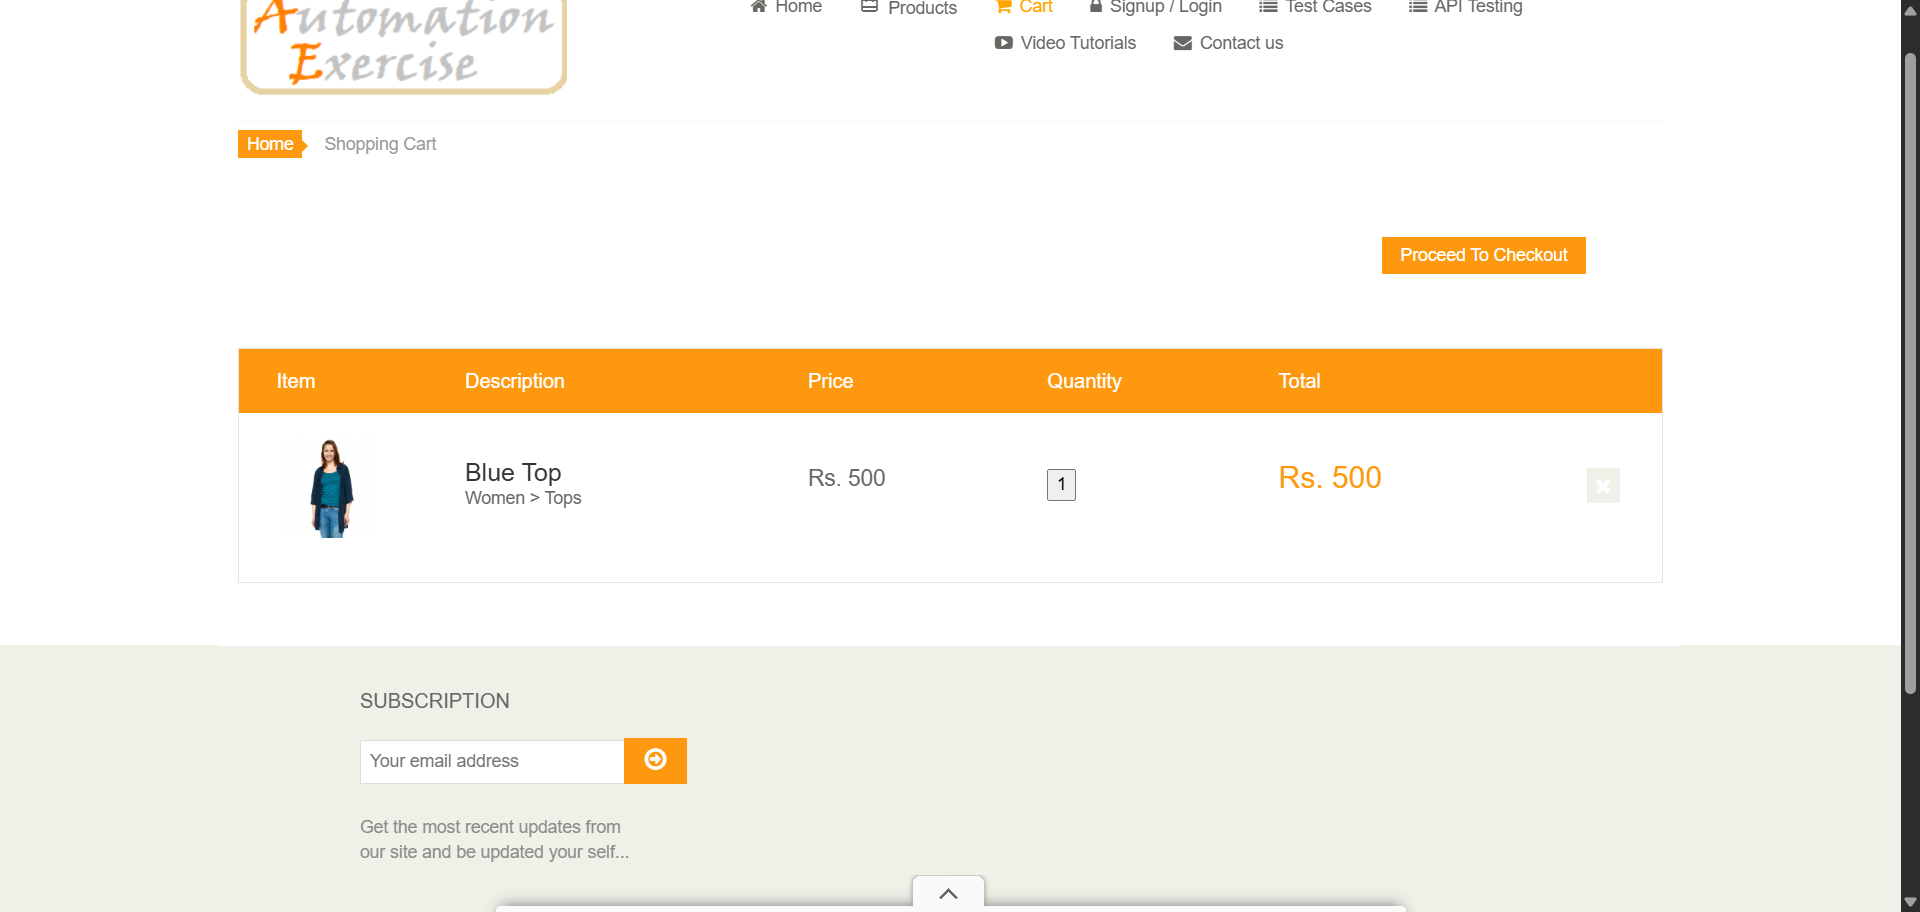 Automation
Exercise
Home
Products
Cart
Signup / Login
Test Cases
API Testing
Video Tutorials
Contact us
Home
Shopping Cart
Proceed To Checkout
Item
Description
Price
Quantity
Total
Blue Top
Women > Tops
Rs. 500
1
Rs. 500
SUBSCRIPTION
Your email address
Get the most recent updates from
our site and be updated your self...